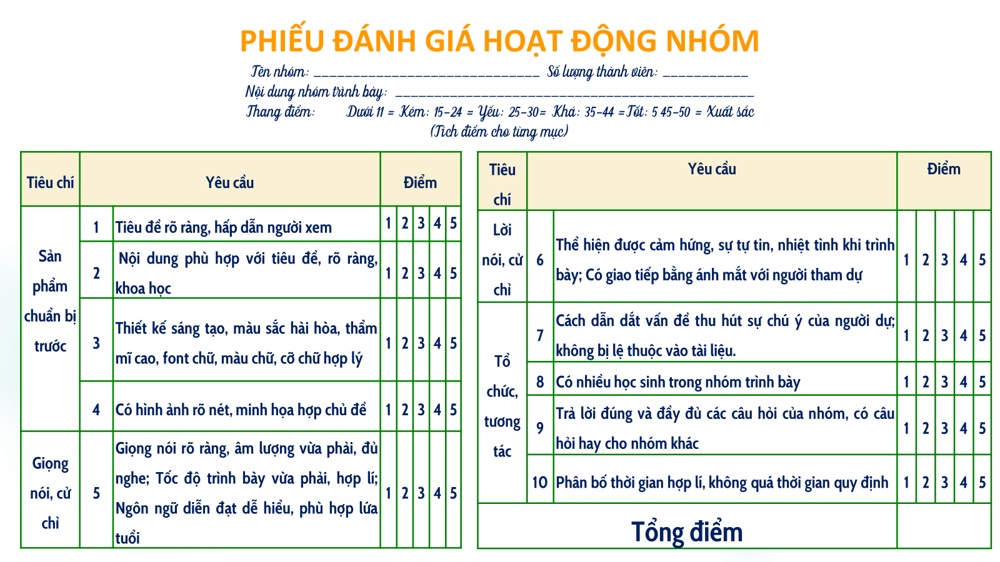 PHIẾU ĐÁNH GIÁ HOẠT ĐỘNG NHÓM
Tên nhóm: _____________________________ Số lượng thành viên: ___________
Nội dung nhóm trình bày: ______________________________________________
Thang điểm: Dưới 11 = Kém; 15-24 = Yếu; 25-30= Khá; 35-44 =Tốt; 5 45-50 = Xuất sắc
(Tích điểm cho từng mục)
Tiêu chí Yêu cầu Điểm
Sản
phẩm
chuẩn bị
trước
1 Tiêu đề rõ ràng, hấp dẫn người xem 1 2 3 4 5
2 Nội dung phù hợp với tiêu đề, rõ ràng,
khoa học
1 2 3 4 5
3 Thiết kế sáng tạo, màu sắc hài hòa, thẩm
mĩ cao, font chữ, màu chữ, cỡ chữ hợp lý
1 2 3 4 5
4 Có hình ảnh rõ nét, minh họa hợp chủ đề 1 2 3 4 5
Giọng
nói, cử
chỉ
5 Giọng nói rõ ràng, âm lượng vừa phải, đủ
nghe; Tốc độ trình bày vừa phải, hợp lí;
Ngôn ngữ diễn đạt dễ hiểu, phù hợp lứa
tuổi
1 2 3 4 5
Tiêu
chí
Yêu cầu Điểm
Lời
nói, cử
chỉ
6 Thể hiện được cảm hứng, sự tự tin, nhiệt tình khi trình
bày; Có giao tiếp bằng ánh mắt với người tham dự
1 2 3 4 5
Tổ
chức,
tương
tác
7 Cách dẫn dắt vấn đề thu hút sự chú ý của người dự;
không bị lệ thuộc vào tài liệu.
1 2 3 4 5
8 Có nhiều học sinh trong nhóm trình bày 1 2 3 4 5
9 Trả lời đúng và đầy đủ các câu hỏi của nhóm, có câu
hỏi hay cho nhóm khác
1 2 3 4 5
10 Phân bố thời gian hợp lí, không quá thời gian quy định 1 2 3 4 5
Tổng điểm